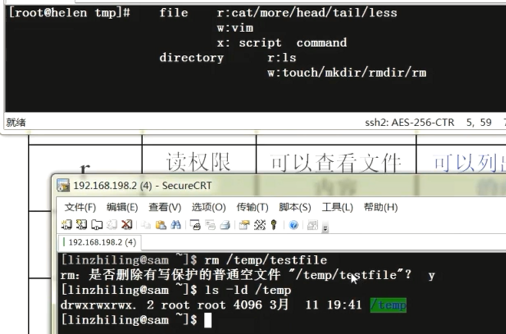 [root@helen tmp]# file r:cat/more/head/tail/less
w:vim
x: script command
directory r:ls
w:touch/mkdir/rmdir/rm
就绪 ssh2: AES-256-CTR 5, 59
r 读权限 可以查看文件内容 可以列出
192.168.198.2 (4) - SecureCRT
文件(F) 编辑(E) 查看(V) 选项(O) 传输(T) 脚本(S) 工具(L) 帮助(H)
192.168.198.2 (4)
[linzhiling@sam ~]$ rm /temp/testfile
rm：是否删除有写保护的普通空文件 "/temp/testfile"？ y
[linzhiling@sam ~]$ ls -ld /temp
drwxrwxrwx. 2 root root 4096 3月 11 19:41 /temp
[linzhiling@sam ~]$